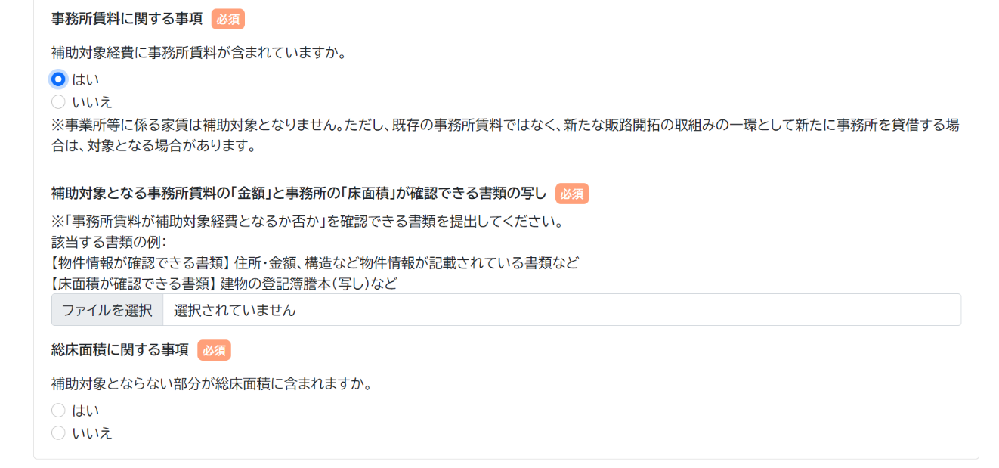 事務所賃料に関する事項 必須
補助対象経費に事務所賃料が含まれていますか。
はい
いいえ
※事業所等に係る家賃は補助対象となりません。ただし、既存の事務所賃料ではなく、新たな販路開拓の取組みの一環として新たに事務所を貸借する場
合は、対象となる場合があります。
補助対象となる事務所賃料の「金額」と事務所の「床面積」が確認できる書類の写し 必須
※「事務所賃料が補助対象経費となるか否か」を確認できる書類を提出してください。
該当する書類の例：
【物件情報が確認できる書類】 住所・金額、構造など物件情報が記載されている書類など
【床面積が確認できる書類】 建物の登記簿謄本（写し）など
ファイルを選択 選択されていません
総床面積に関する事項 必須
補助対象とならない部分が総床面積に含まれますか。
はい
いいえ